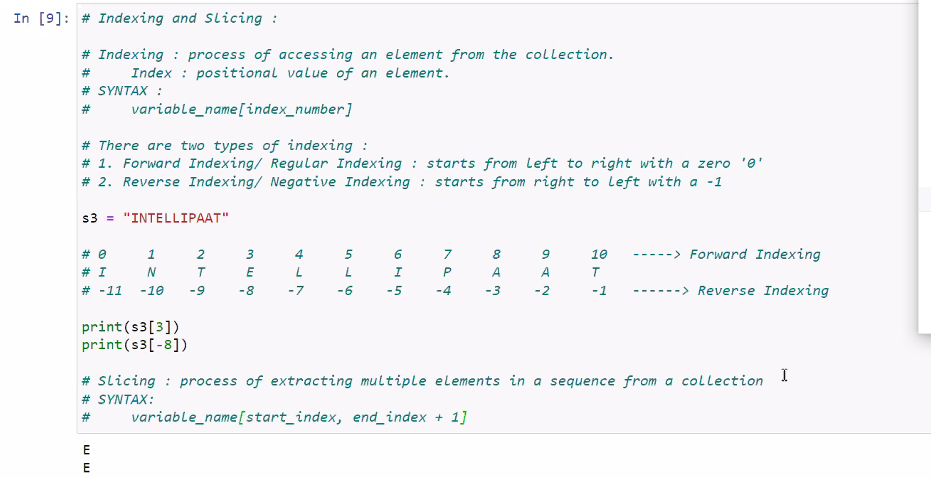 In [9]: # Indexing and Slicing :
# Indexing : process of accessing an element from the collection.
#     Index : positional value of an element.
# SYNTAX :
#     variable_name[index_number]
# There are two types of indexing :
# 1. Forward Indexing/ Regular Indexing : starts from left to right with a zero '0'
# 2. Reverse Indexing/ Negative Indexing : starts from right to left with a -1
s3 = "INTELLIPAAT"
# 0     1     2     3     4     5     6     7     8     9     10   -----> Forward Indexing
# I     N     T     E     L     L     I     P     A     A     T
# -11  -10   -9    -8    -7    -6    -5    -4    -3    -2     -1   ------> Reverse Indexing
print(s3[3])
print(s3[-8])
# Slicing : process of extracting multiple elements in a sequence from a collection
# SYNTAX:
#     variable_name[start_index, end_index + 1]
E
E